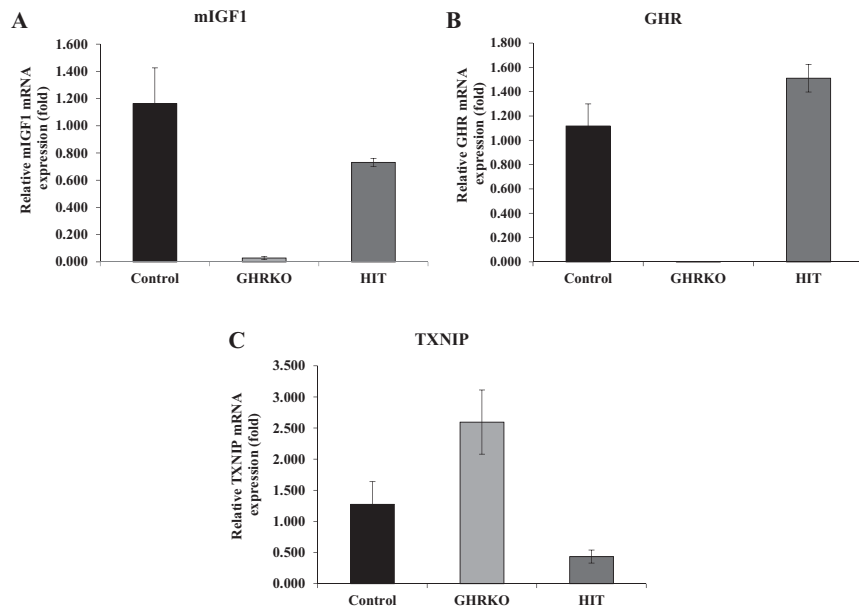 A
mIGF1
Relative mIGF1 mRNA
expression (fold)
1.600
1.400
1.200
1.000
0.800
0.600
0.400
0.200
0.000
Control
GHRKO
HIT
B
GHR
Relative GHR mRNA
expression (fold)
1.800
1.600
1.400
1.200
1.000
0.800
0.600
0.400
0.200
0.000
Control
GHRKO
HIT
C
TXNIP
Relative TXNIP mRNA
expression (fold)
3.500
3.000
2.500
2.000
1.500
1.000
0.500
0.000
Control
GHRKO
HIT